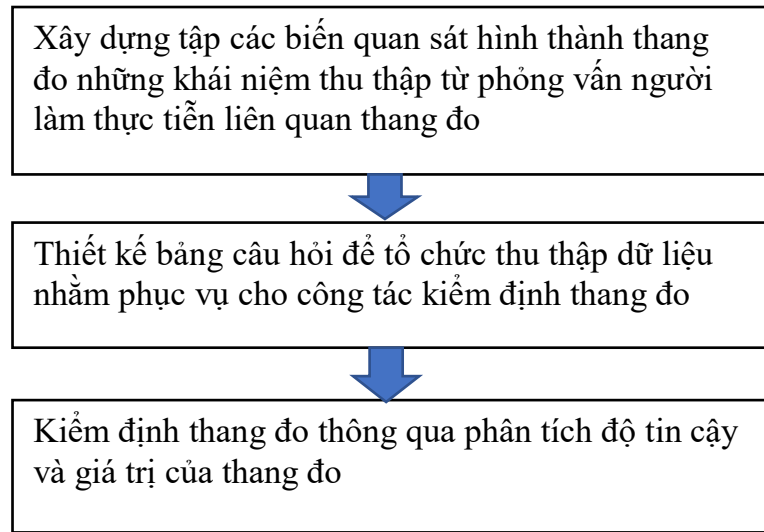 Xây dựng tập các biến quan sát hình thành thang
đo những khái niệm thu thập từ phỏng vấn người
làm thực tiễn liên quan thang đo
Thiết kế bảng câu hỏi để tổ chức thu thập dữ liệu
nhằm phục vụ cho công tác kiểm định thang đo
Kiểm định thang đo thông qua phân tích độ tin cậy
và giá trị của thang đo